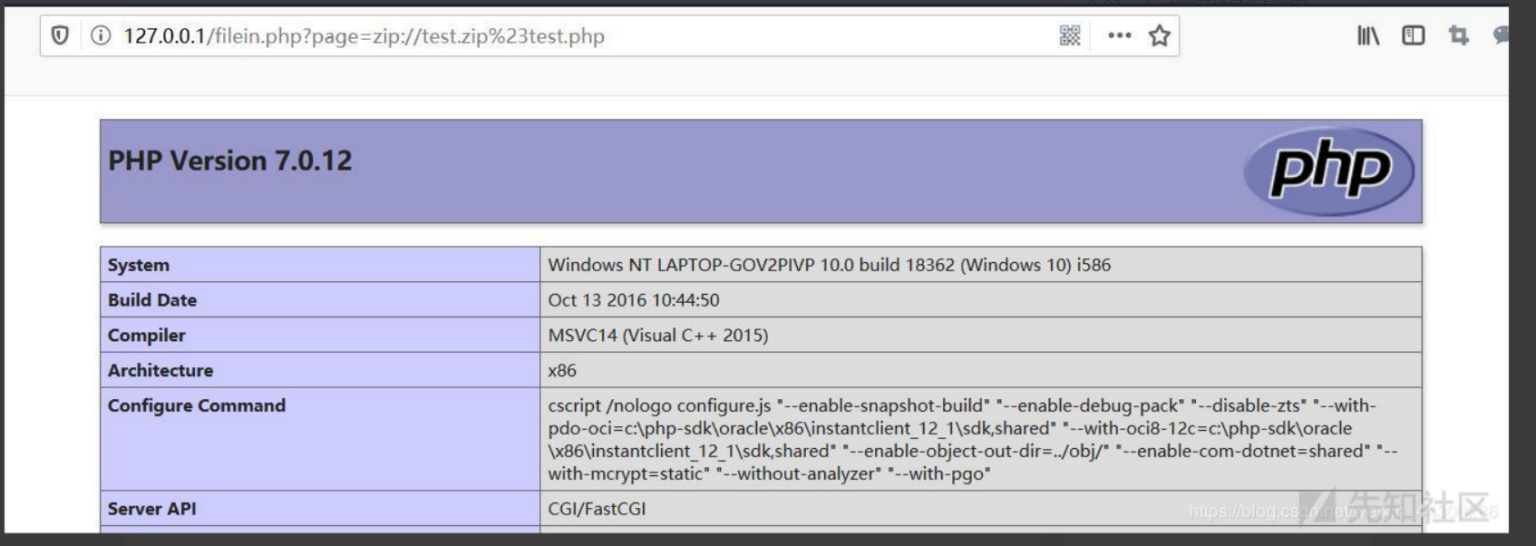 127.0.0.1/filein.php?page=zip://test.zip%23test.php
PHP Version 7.0.12
php
System
Windows NT LAPTOP-GOV2PIVP 10.0 build 18362 (Windows 10) i586
Build Date
Oct 13 2016 10:44:50
Compiler
MSVC14 (Visual C++ 2015)
Architecture
x86
Configure Command
cscript /nologo configure.js "--enable-snapshot-build" "--enable-debug-pack" "--disable-zts" "--with-
pdo-oci=c:\php-sdk\oracle\x86\instantclient_12_1\sdk,shared" "--with-oci8-12c=c:\php-sdk\oracle
\x86\instantclient_12_1\sdk,shared" "--enable-object-out-dir=../obj/" "--enable-com-dotnet=shared" "--
with-mcrypt=static" "--without-analyzer" "--with-pgo"
Server API
CGI/FastCGI
先知社区